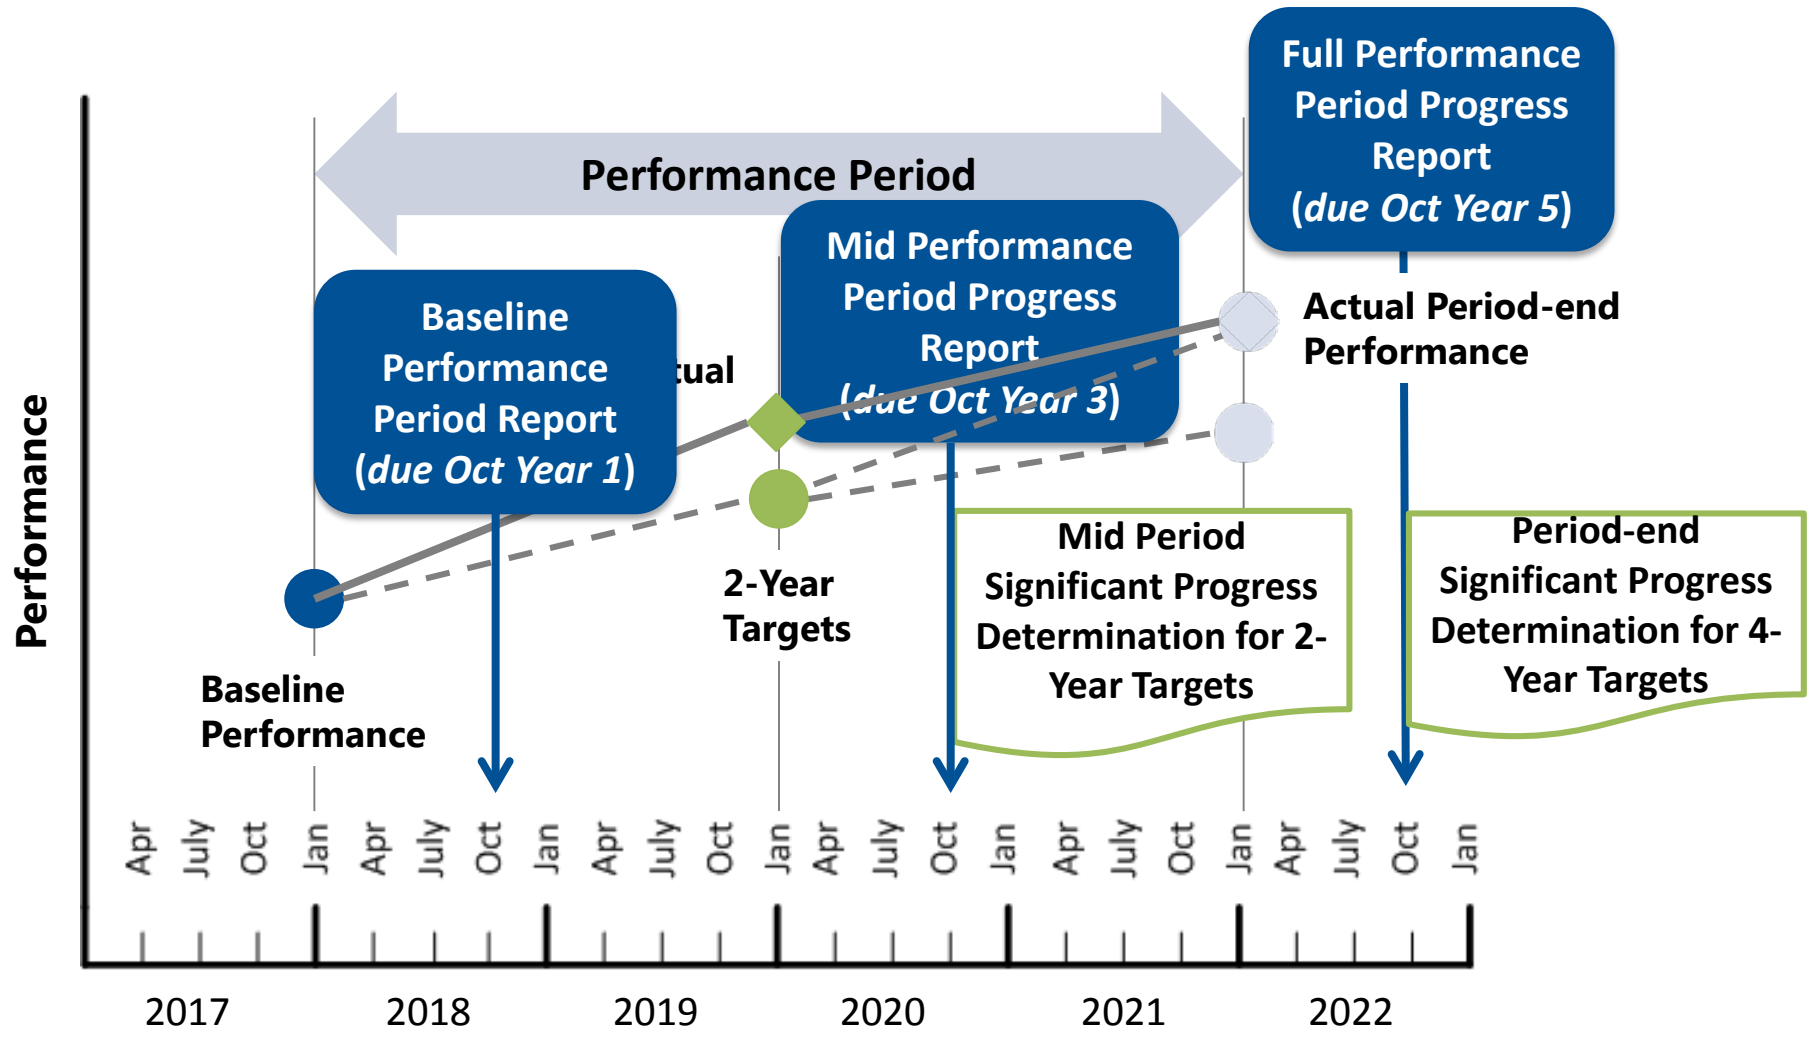 Full Performance
Period Progress
Report
(due Oct Year 5)
Performance Period
Mid Performance
Period Progress
Report
(due Oct Year 3)
Baseline
Performance
Period Report
(due Oct Year 1)
tual
Actual Period-end
Performance
Performance
2-Year
Targets
Mid Period
Significant Progress
Determination for 2-
Year Targets
Period-end
Significant Progress
Determination for 4-
Year Targets
Baseline
Performance
Apr July Oct Jan Apr July Oct Jan Apr July Oct Jan Apr July Oct Jan Apr July Oct Jan Apr July Oct Jan
2017 2018 2019 2020 2021 2022